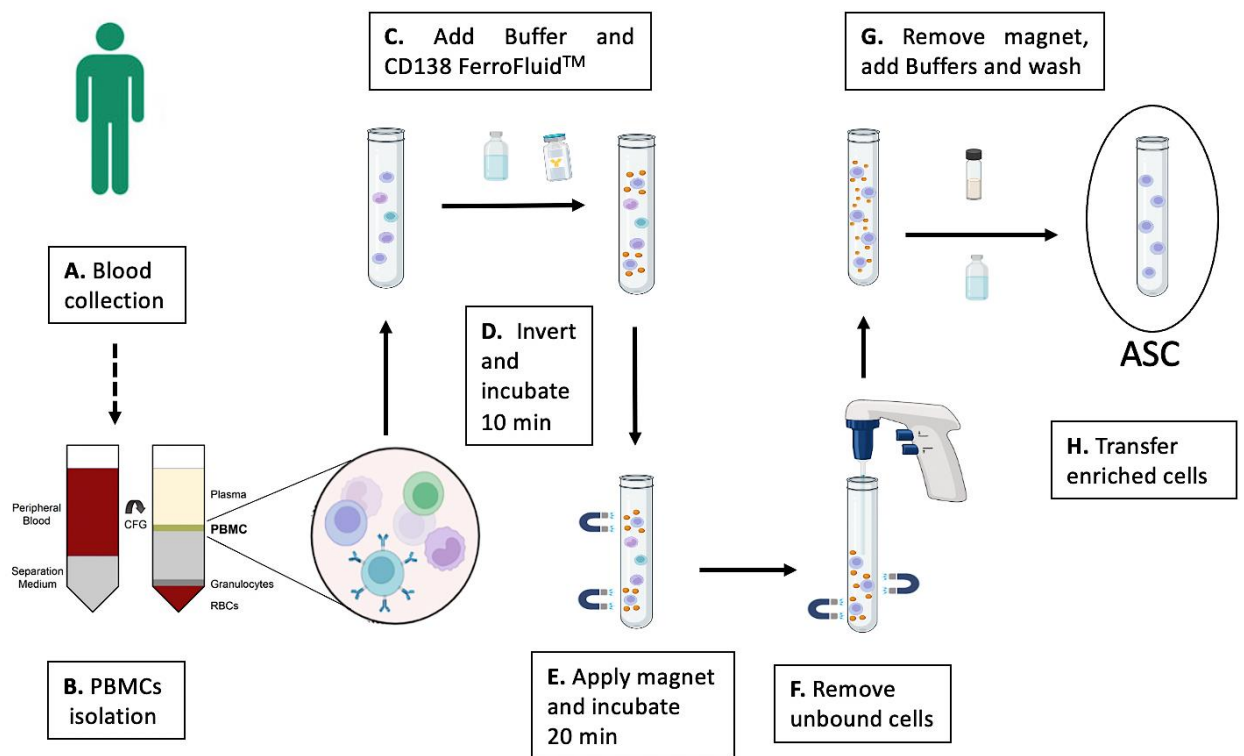 A. Blood
collection
Peripheral
Blood
Separation
Medium
CFG
Plasma
PBMC
Granulocytes
RBCs
B. PBMCs
isolation
C. Add Buffer and
CD138 FerroFluid™
D. Invert
and
incubate
10 min
E. Apply magnet
and incubate
20 min
F. Remove
unbound cells
G. Remove magnet,
add Buffers and wash
ASC
H. Transfer
enriched cells